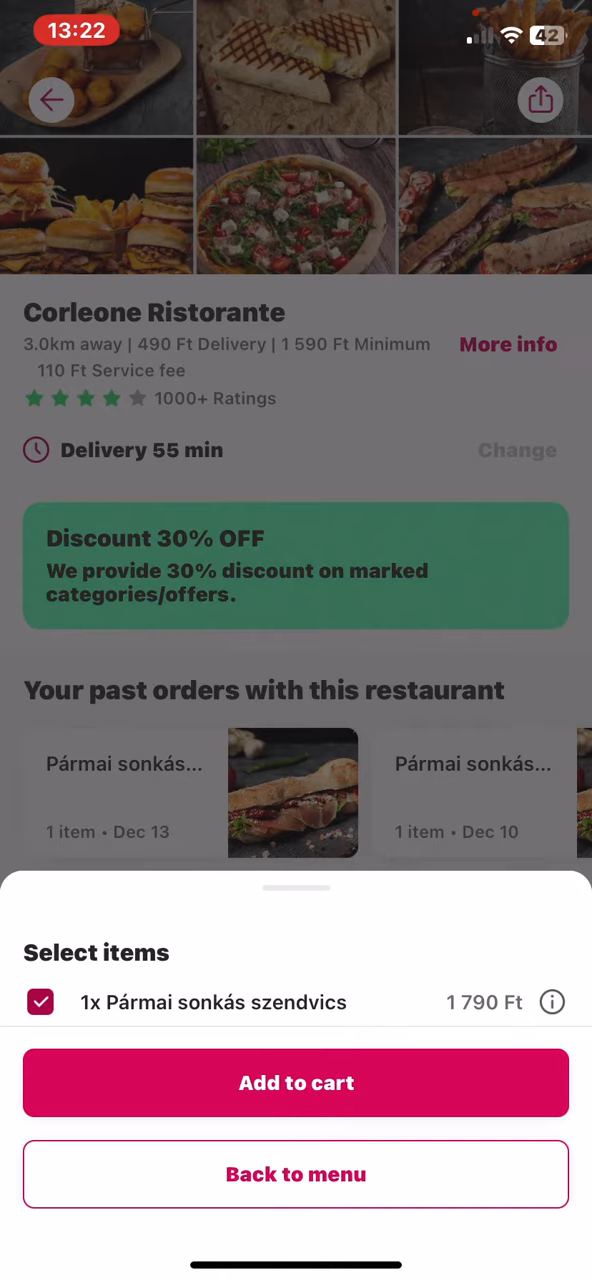 13:22
42
Corleone Ristorante
3.0km away | 490 Ft Delivery | 1 590 Ft Minimum
More info
110 Ft Service fee
1000+ Ratings
Delivery 55 min
Change
Discount 30% OFF
We provide 30% discount on marked
categories/offers.
Your past orders with this restaurant
Pármai sonkás...
1 item • Dec 13
Pármai sonkás...
1 item • Dec 10
Select items
1x Pármai sonkás szendvics
1 790 Ft
Add to cart
Back to menu